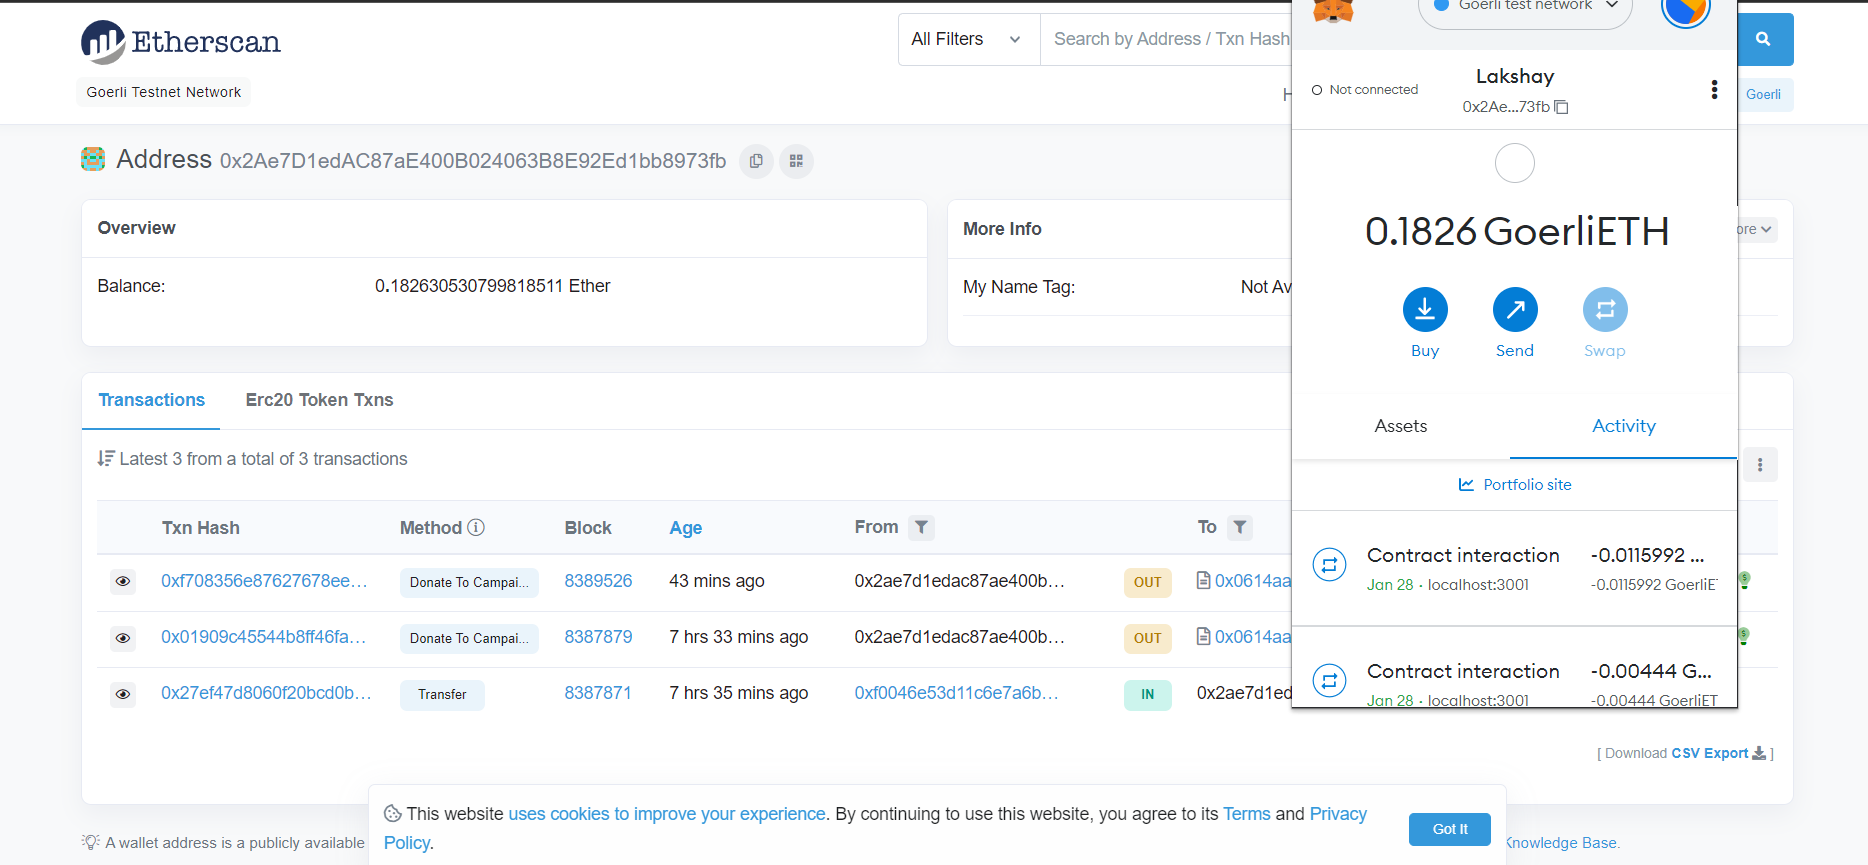 Etherscan
All Filters
Search by Address / Txn Hash
Goerli Testnet Network
Goerli
Address 0x2Ae7D1edAC87aE400B024063B8E92Ed1bb8973fb
Overview
Balance:
0.182630530799818511 Ether
More Info
ore
My Name Tag:
Not Av
Transactions
Erc20 Token Txns
Latest 3 from a total of 3 transactions
Txn Hash Method Block Age From To
0xf708356e87627678ee... Donate To Campai... 8389526 43 mins ago 0x2ae7d1edac87ae400b... OUT 0x0614aa
0x01909c45544b8ff46fa... Donate To Campai... 8387879 7 hrs 33 mins ago 0x2ae7d1edac87ae400b... OUT 0x0614aa
0x27ef47d8060f20bcd0b... Transfer 8387871 7 hrs 35 mins ago 0xf0046e53d11c6e7a6b... IN 0x2ae7d1ed
[ Download CSV Export ]
A wallet address is a publicly available
Knowledge Base.
This website uses cookies to improve your experience. By continuing to use this website, you agree to its Terms and Privacy
Policy.
Got It
Goerli test network
Not connected
Lakshay
0x2Ae...73fb
0.1826 GoerliETH
Buy
Send
Swap
Assets
Activity
Portfolio site
Contract interaction -0.0115992 ...
Jan 28 · localhost:3001 -0.0115992 GoerliE
Contract interaction -0.00444 G...
Jan 28 · localhost:3001 -0.00444 GoerliET